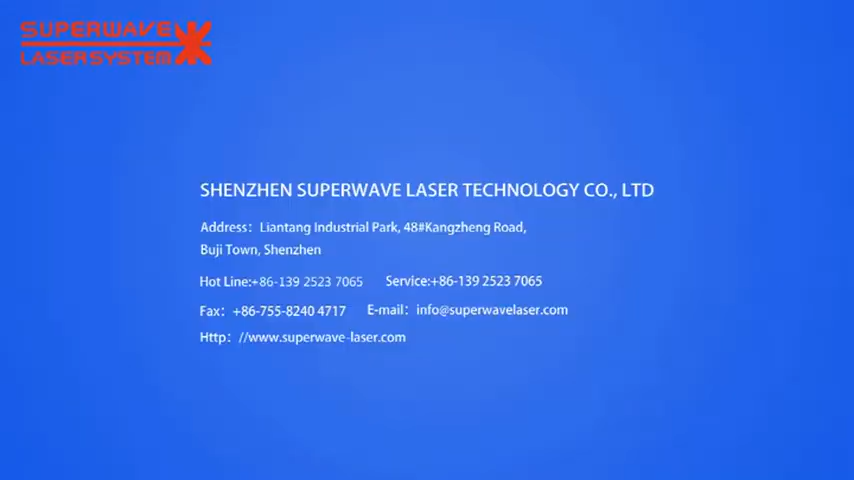 SUPERWAVE
LASER SYSTEM
SHENZHEN SUPERWAVE LASER TECHNOLOGY CO., LTD
Address: Liantang Industrial Park, 48#Kangzheng Road,
Buji Town, Shenzhen
Hot Line:+86-139 2523 7065 Service:+86-139 2523 7065
Fax: +86-755-8240 4717 E-mail: info@superwavelaser.com
Http: //www.superwave-laser.com